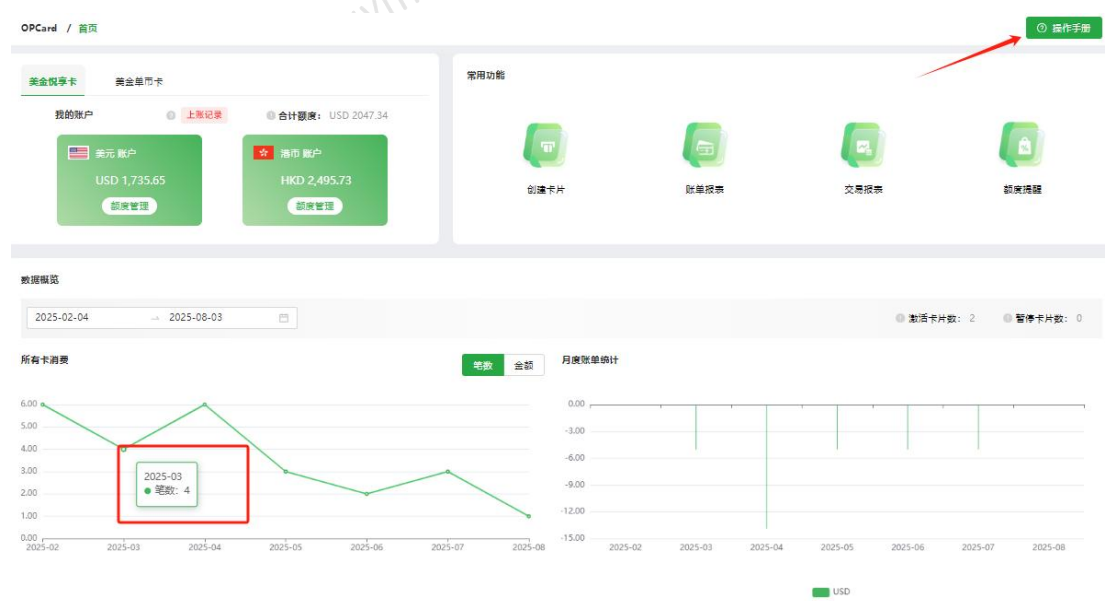 OPCard / 首页
操作手册
美金悦享卡 美金单币卡
我的账户 上账记录 合计额度: USD 2047.34
美元 账户
USD 1,735.65
额度管理
港币 账户
HKD 2,495.73
额度管理
常用功能
创建卡片 账单报表 交易报表 额度提醒
数据概览
2025-02-04 → 2025-08-03
激活卡片数: 2 暂停卡片数: 0
所有卡消费
笔数 金额
6.00
5.00
4.00
3.00
2.00
1.00
0.00
2025-03
笔数: 4
2025-02 2025-03 2025-04 2025-05 2025-06 2025-07 2025-08
月度账单统计
0.00
-3.00
-6.00
-9.00
-12.00
-15.00
2025-02 2025-03 2025-04 2025-05 2025-06 2025-07 2025-08
USD